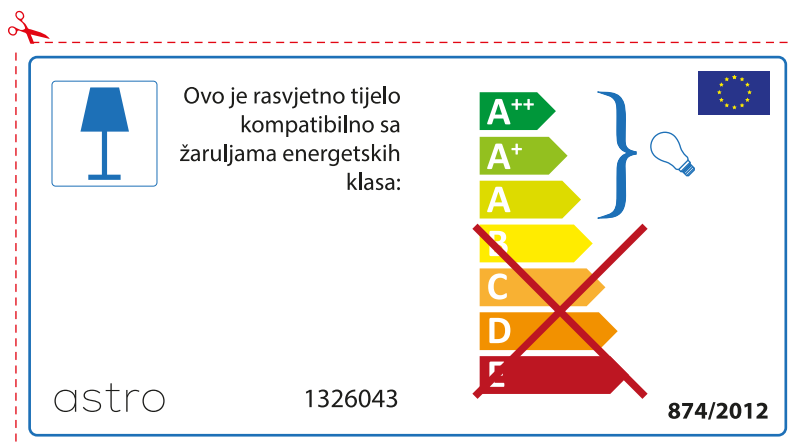 Ovo je rasvjetno tijelo
kompatibilno sa
žaruljama energetskih
klasa:
A++
A+
A
B
C
D
E
astro
1326043
874/2012